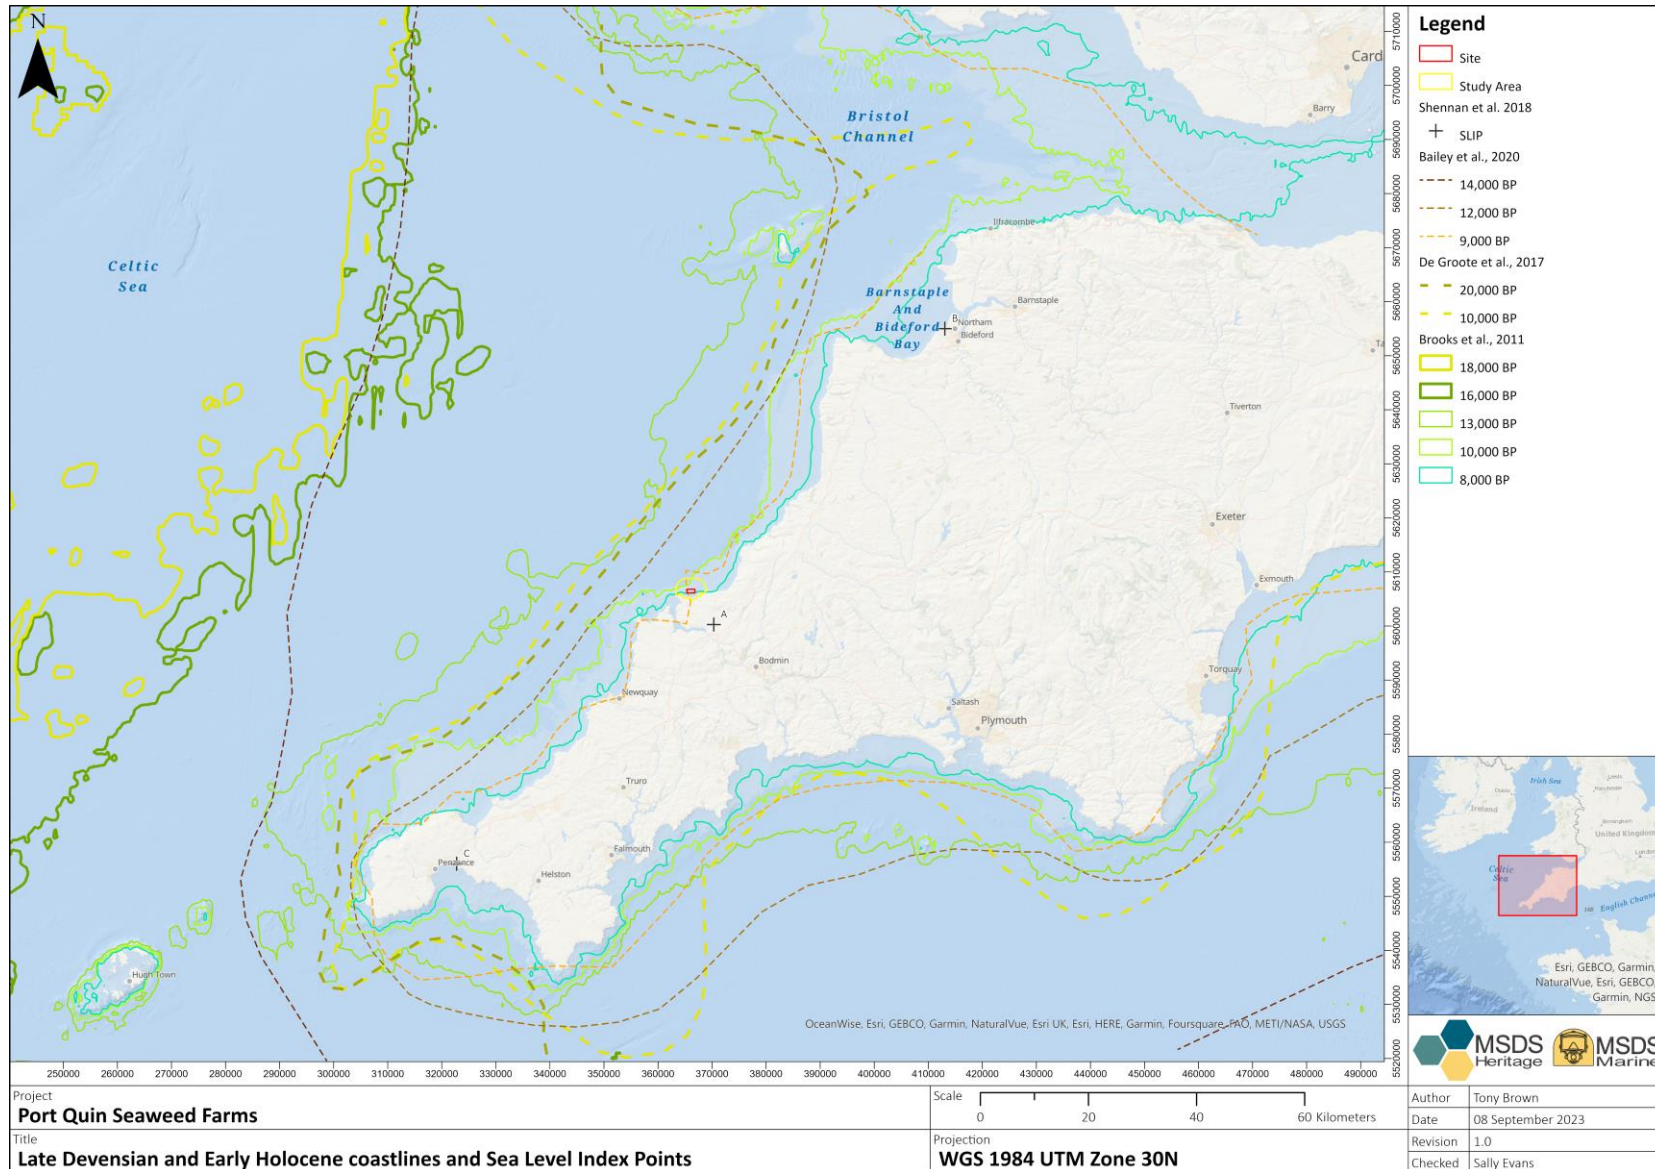 N
Celtic
Sea
Bristol
Channel
Card
Barry
Ilfracombe
Barnstaple
And
Bideford
Bay
Barnstaple
B
Northam
Bideford
Ta
Tiverton
Exeter
Exmouth
A
Bodmin
Torquay
Newquay
Saltash
Plymouth
Truro
C
Penzance
Falmouth
Helston
Hugh Town
OceanWise, Esri, GEBCO, Garmin, NaturalVue, Esri UK, Esri, HERE, Garmin, Foursquare, FAO, METI/NASA, USGS
5710000
5700000
5690000
5680000
5670000
5660000
5650000
5640000
5630000
5620000
5610000
5600000
5590000
5580000
5570000
5560000
5550000
5540000
5530000
5520000
250000 260000 270000 280000 290000 300000 310000 320000 330000 340000 350000 360000 370000 380000 390000 400000 410000 420000 430000 440000 450000 460000 470000 480000 490000
Legend
Site
Study Area
Shennan et al. 2018
SLIP
Bailey et al., 2020
14,000 BP
12,000 BP
9,000 BP
De Groote et al., 2017
20,000 BP
10,000 BP
Brooks et al., 2011
18,000 BP
16,000 BP
13,000 BP
10,000 BP
8,000 BP
Irish Sea
Leeds
Manchester
Ireland
Birmingham
United Kingdom
London
Celtic
Sea
English Channel
Esri, GEBCO, Garmin,
NaturalVue, Esri, GEBCO,
Garmin, NGS
MSDS
Heritage
MSDS
Marine
Project
Port Quin Seaweed Farms
Title
Late Devensian and Early Holocene coastlines and Sea Level Index Points
Scale
0 20 40 60 Kilometers
Projection
WGS 1984 UTM Zone 30N
Author Tony Brown
Date 08 September 2023
Revision 1.0
Checked Sally Evans